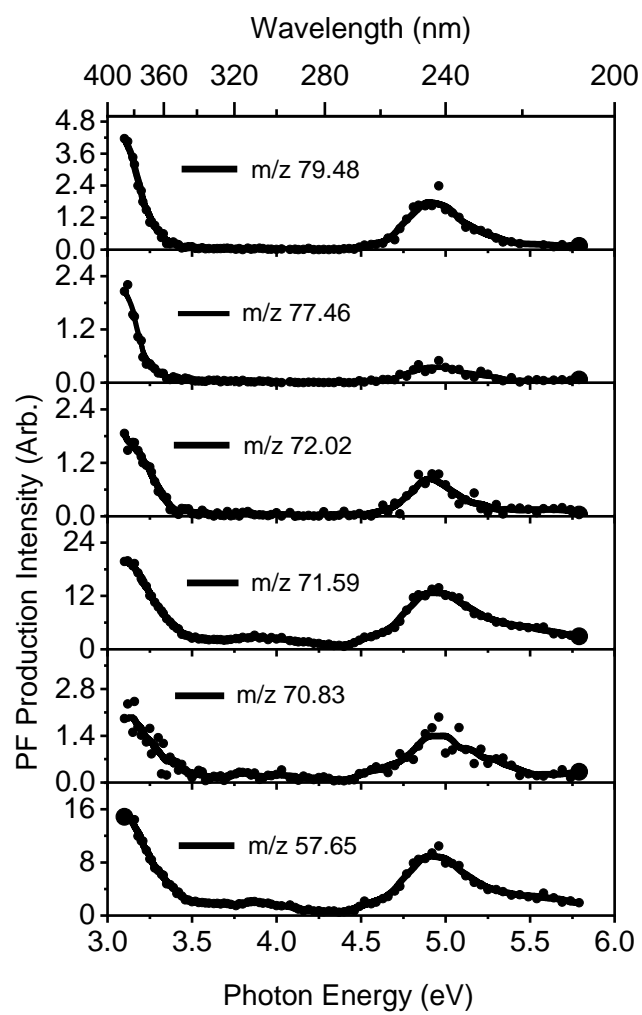 Wavelength (nm)
400 360 320 280 240 200
4.8
3.6
2.4
1.2
0.0
m/z 79.48
2.4
1.2
0.0
m/z 77.46
2.4
1.2
0.0
m/z 72.02
24
12
0
m/z 71.59
2.8
1.4
0.0
m/z 70.83
16
8
0
m/z 57.65
PF Production Intensity (Arb.)
3.0 3.5 4.0 4.5 5.0 5.5 6.0
Photon Energy (eV)